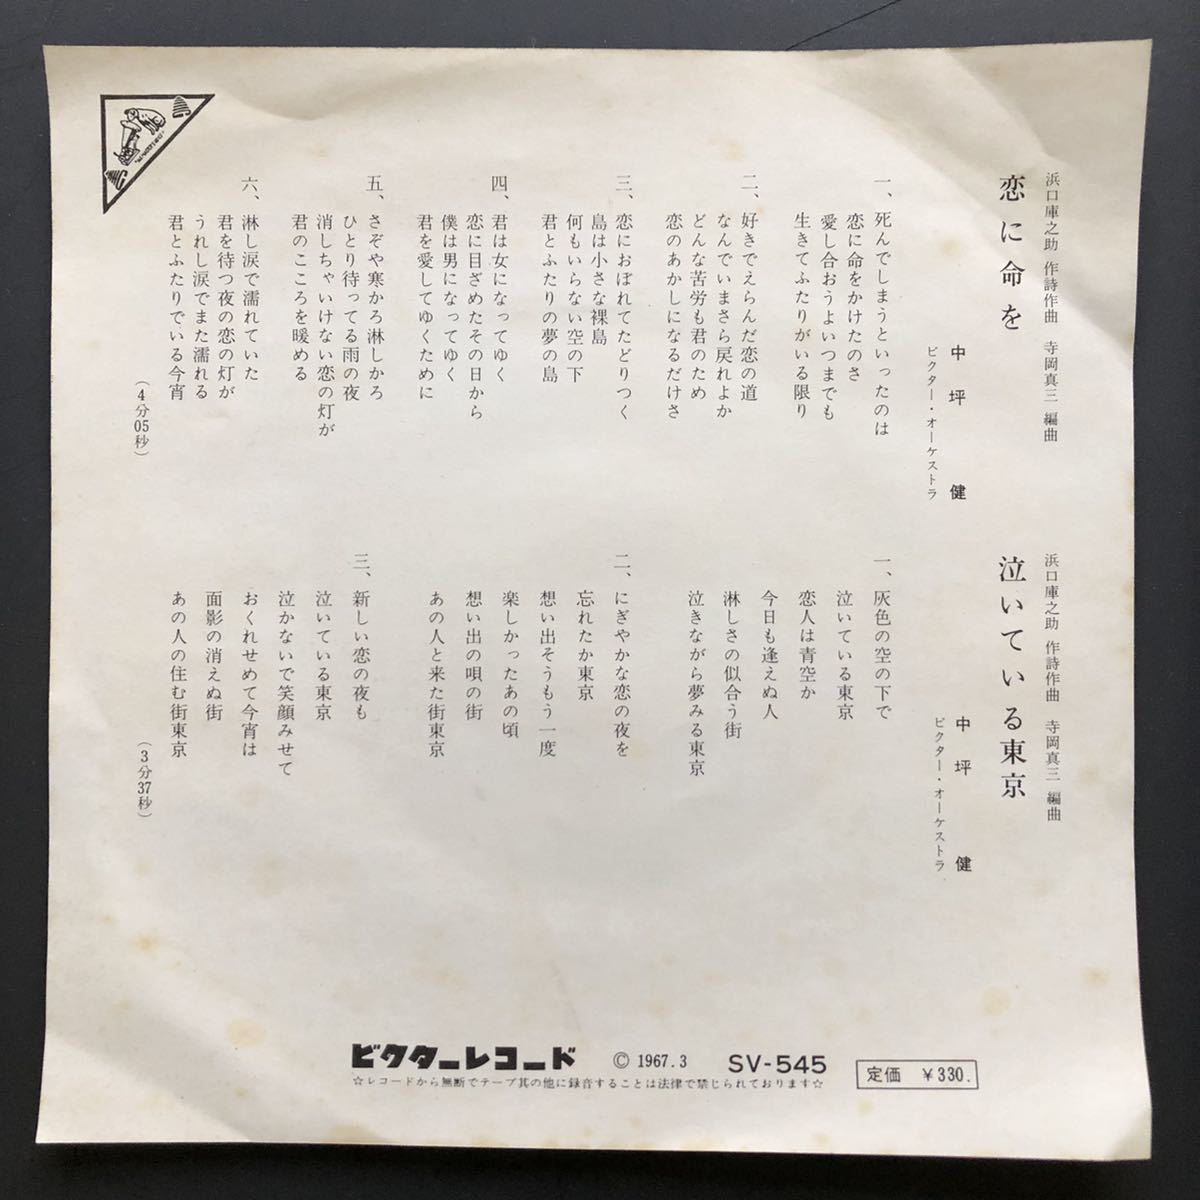 浜口庫之助 作詩作曲 寺岡真三 編曲
恋に命を
中坪 健
ビクター・オーケストラ
一、死んでしまうといったのは
恋に命をかけたのさ
愛し合おうよいつまでも
生きてふたりがいる限り
二、好きでえらんだ恋の道
なんでいまさら戻れよか
どんな苦労も君のため
恋のあかしになるだけさ
三、恋におぼれてたどりつく
島は小さな裸島
何もいらない空の下
君とふたりの夢の島
四、君は女になってゆく
恋に目ざめたその日から
僕は男になってゆく
君を愛してゆくために
五、さぞや寒かろ淋しかろ
ひとり待ってる雨の夜
消しちゃいけない恋の灯が
君のこころを暖める
六、淋し涙で濡れていた
君を待つ夜の恋の灯が
うれし涙でまた濡れる
君とふたりでいる今宵
(4分05秒)
浜口庫之助 作詩作曲 寺岡真三 編曲
泣いている東京
中坪 健
ビクター・オーケストラ
一、灰色の空の下で
泣いている東京
恋人は青空か
今日も逢えぬ人
淋しさの似合う街
泣きながら夢みる東京
二、にぎやかな恋の夜を
忘れたか東京
想い出そうもう一度
楽しかったあの頃
想い出の唄の街
あの人と来た街東京
三、新しい恋の夜も
泣いている東京
泣かないで笑顔みせて
おくれせめて今宵は
面影の消えぬ街
あの人の住む街東京
(3分37秒)
ビクターレコード © 1967.3 SV-545 定価 ¥330.
☆レコードから無断でテープ其の他に録音することは法律で禁じられております☆